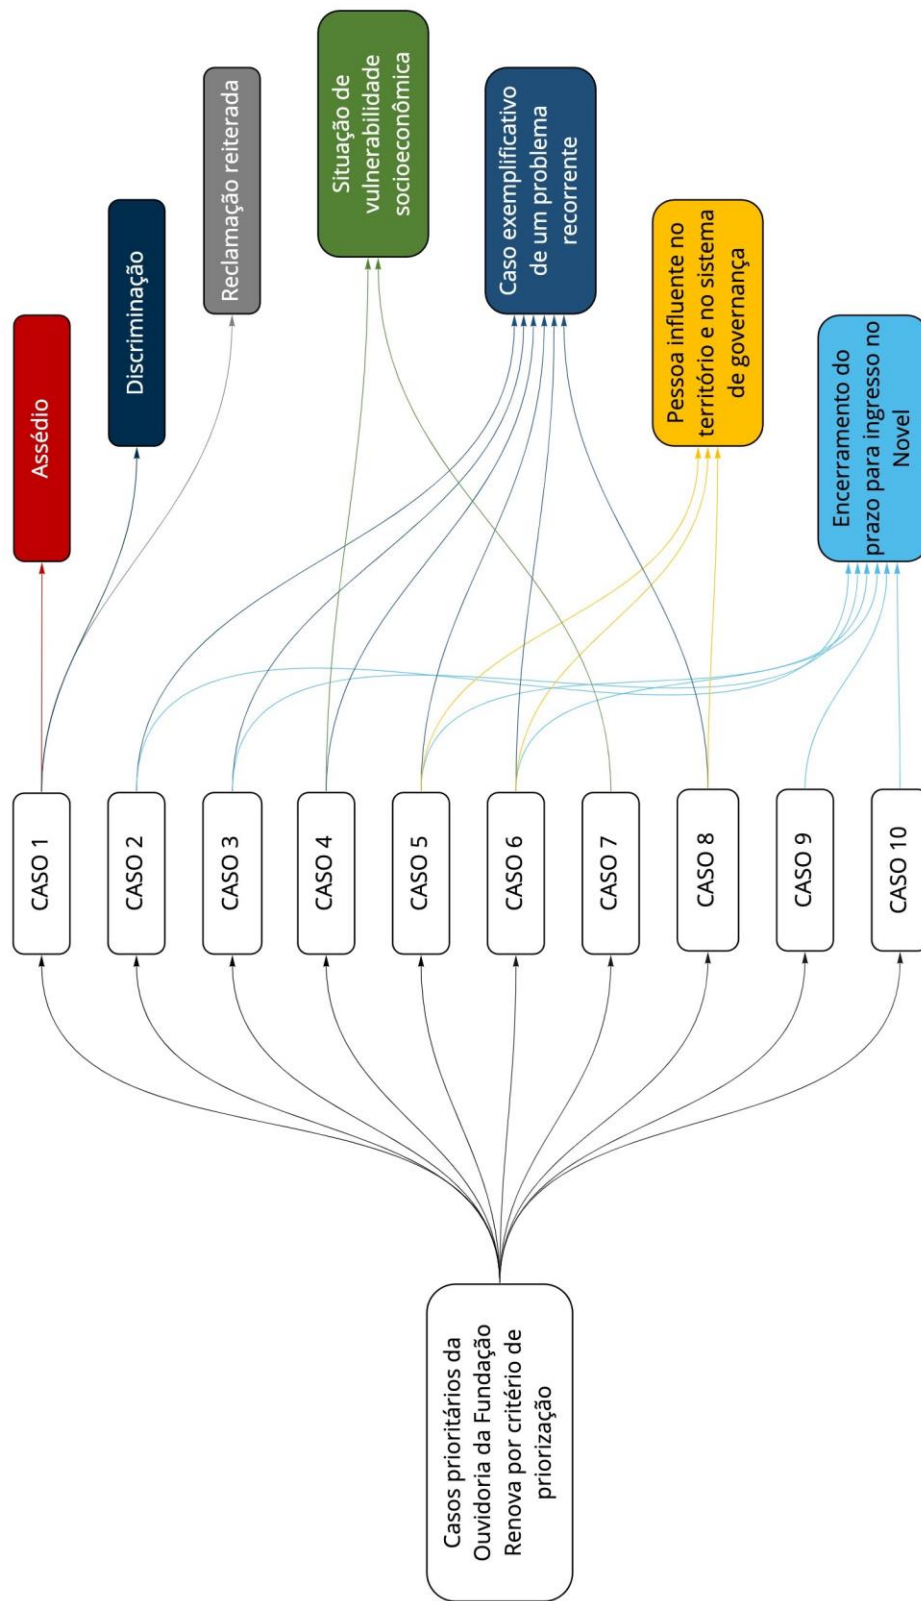 Casos prioritários da
Ouvidoria da Fundação
Renova por critério de
priorização
CASO 1
CASO 2
CASO 3
CASO 4
CASO 5
CASO 6
CASO 7
CASO 8
CASO 9
CASO 10
Assédio
Discriminação
Reclamação reiterada
Situação de
vulnerabilidade
socioeconômica
Caso exemplificativo
de um problema
recorrente
Pessoa influente no
território e no sistema
de governança
Encerramento do
prazo para ingresso no
Novel